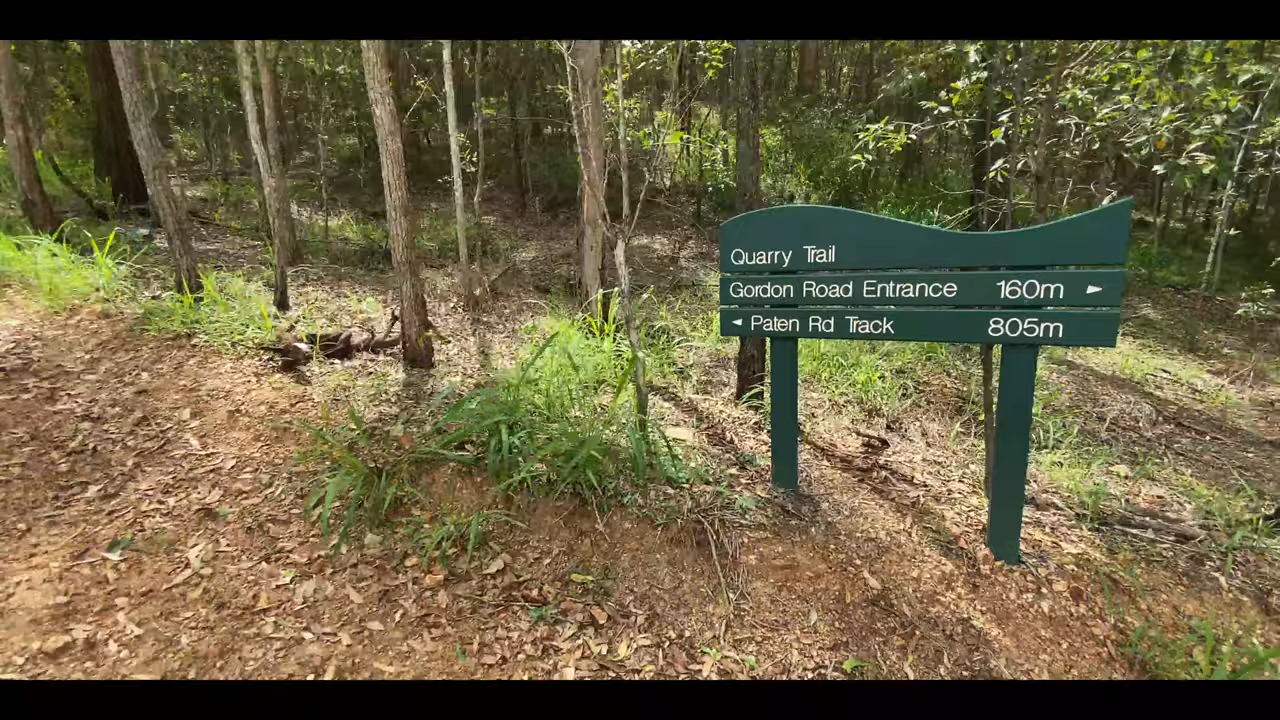 Quarry Trail
Gordon Road Entrance 160m ►
◄ Paten Rd Track 805m